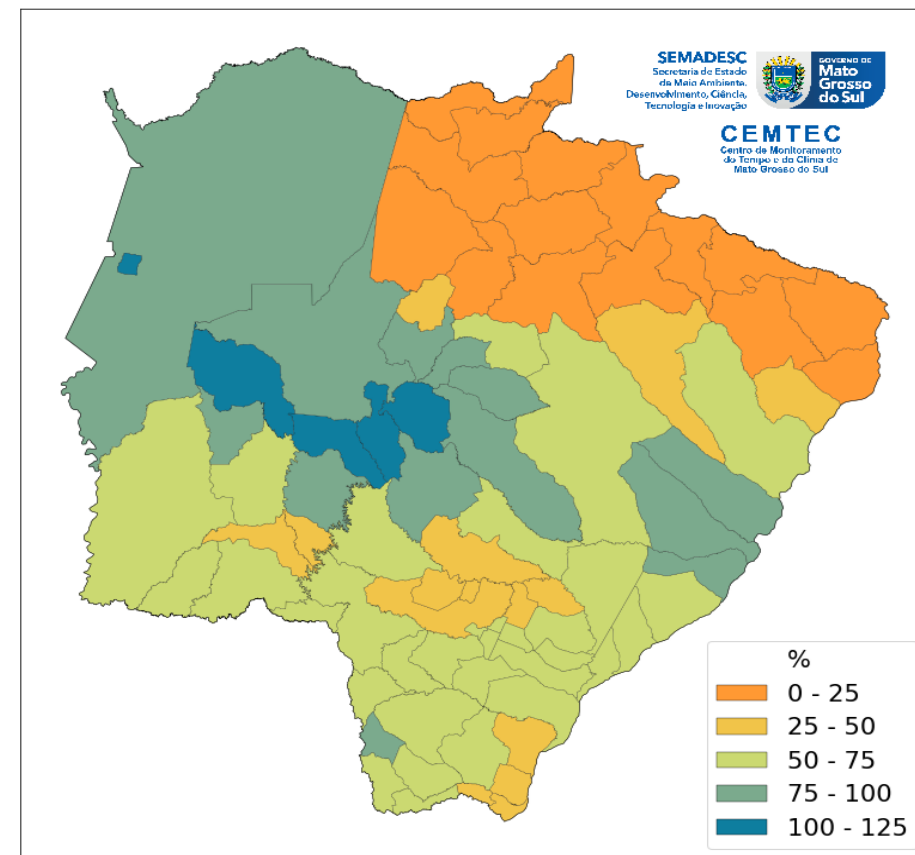 SEMADESC
Secretaria de Estado
de Meio Ambiente,
Desenvolvimento, Ciência,
Tecnologia e Inovação
GOVERNO DE
Mato
Grosso
do Sul
CEMTEC
Centro de Monitoramento
do Tempo e do Clima de
Mato Grosso do Sul
%
0 - 25
25 - 50
50 - 75
75 - 100
100 - 125